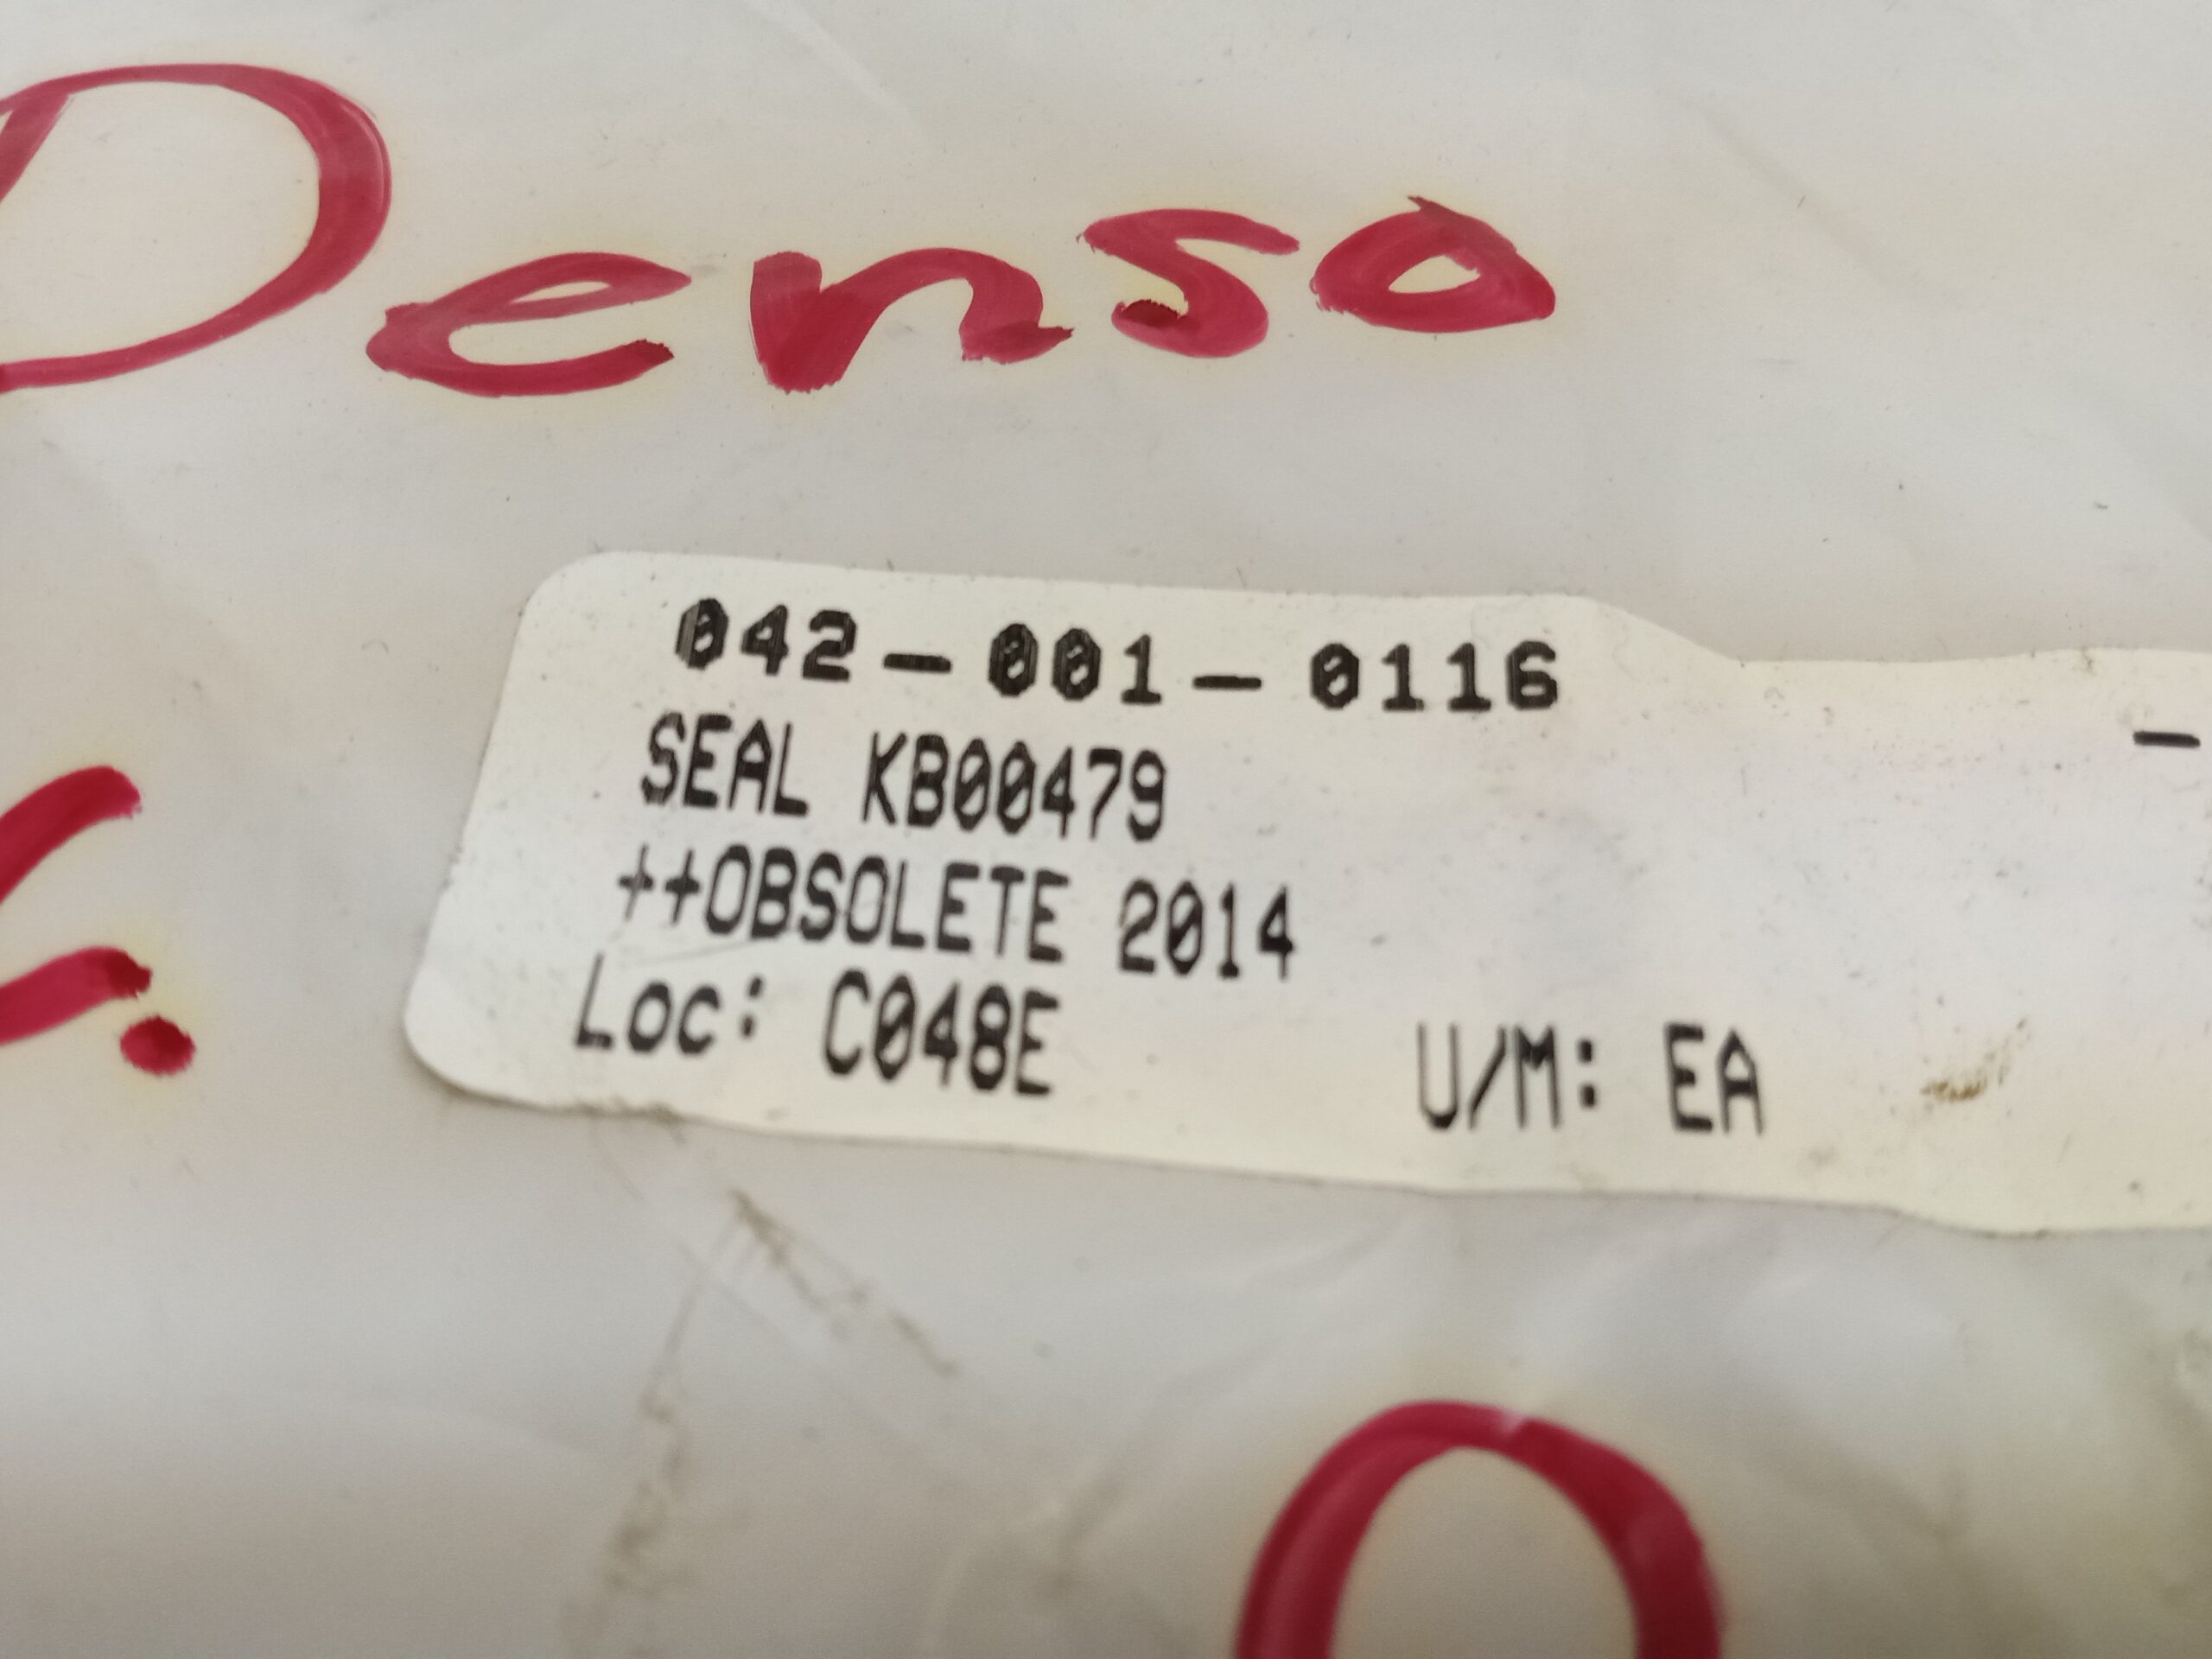 Denso
042-001-0116
SEAL KB00479
++OBSOLETE 2014
Loc: C048E U/M: EA